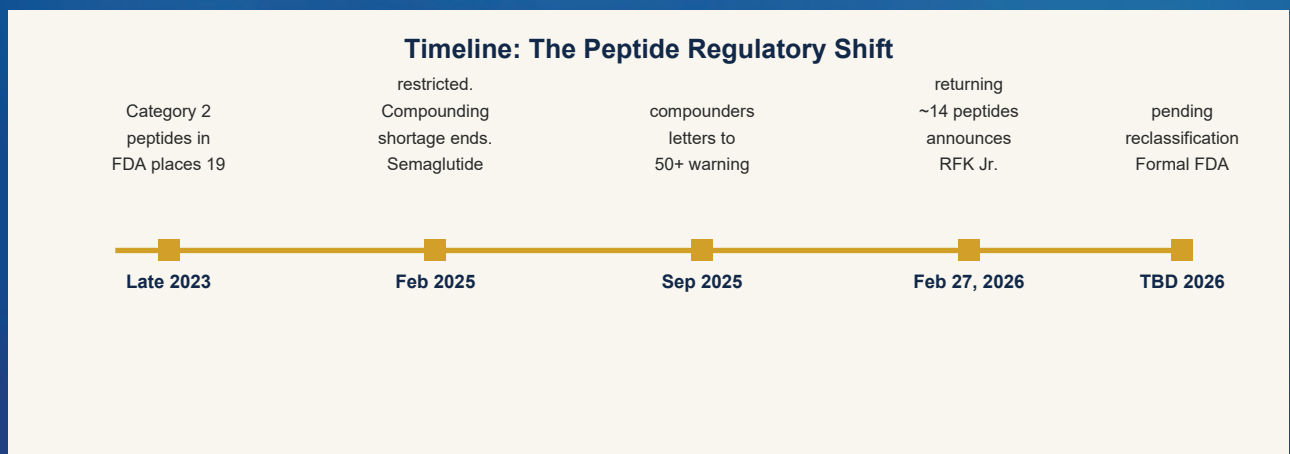 Timeline: The Peptide Regulatory Shift
Category 2
peptides in
FDA places 19
restricted.
Compounding
shortage ends.
Semaglutide
compounders
letters to
50+ warning
returning
~14 peptides
announces
RFK Jr.
pending
reclassification
Formal FDA
Late 2023
Feb 2025
Sep 2025
Feb 27, 2026
TBD 2026